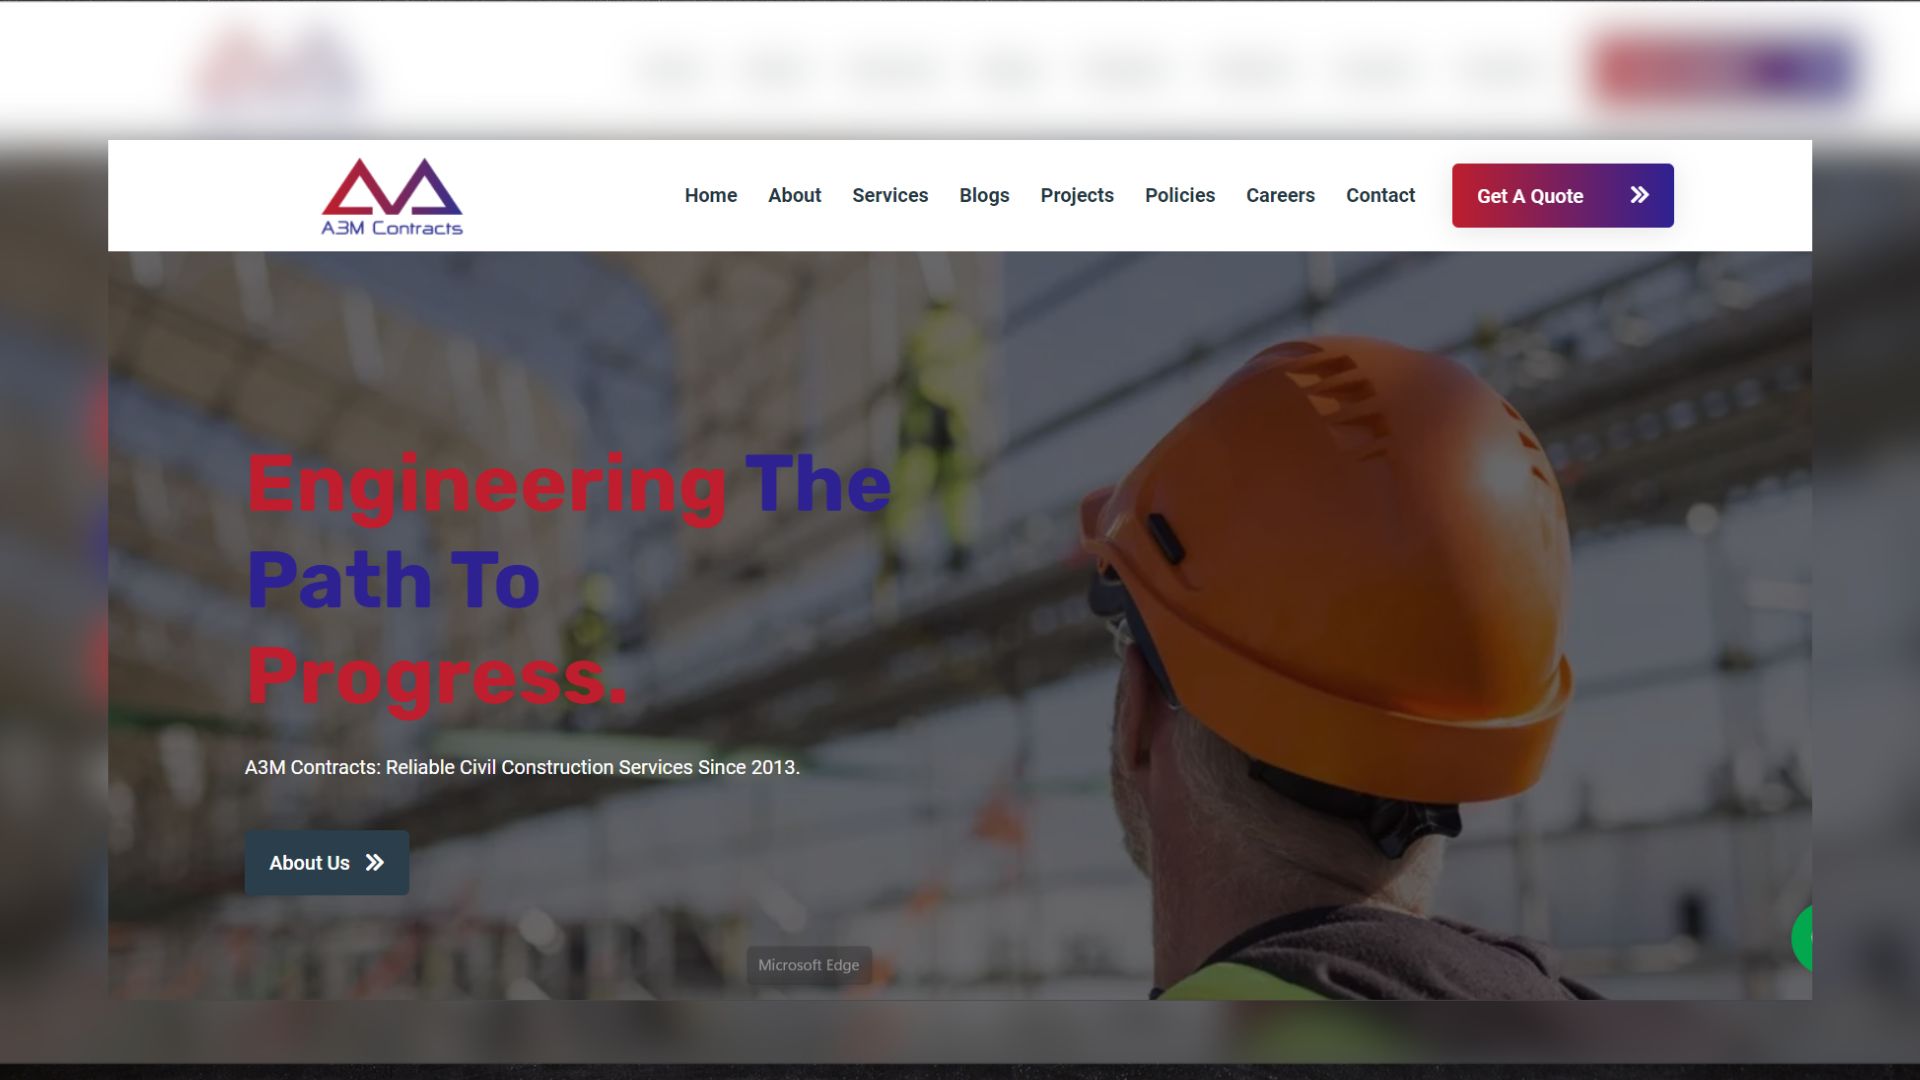 A3M Contracts
Home About Services Blogs Projects Policies Careers Contact Get A Quote
Engineering The
Path To
Progress.
A3M Contracts: Reliable Civil Construction Services Since 2013.
About Us
Microsoft Edge